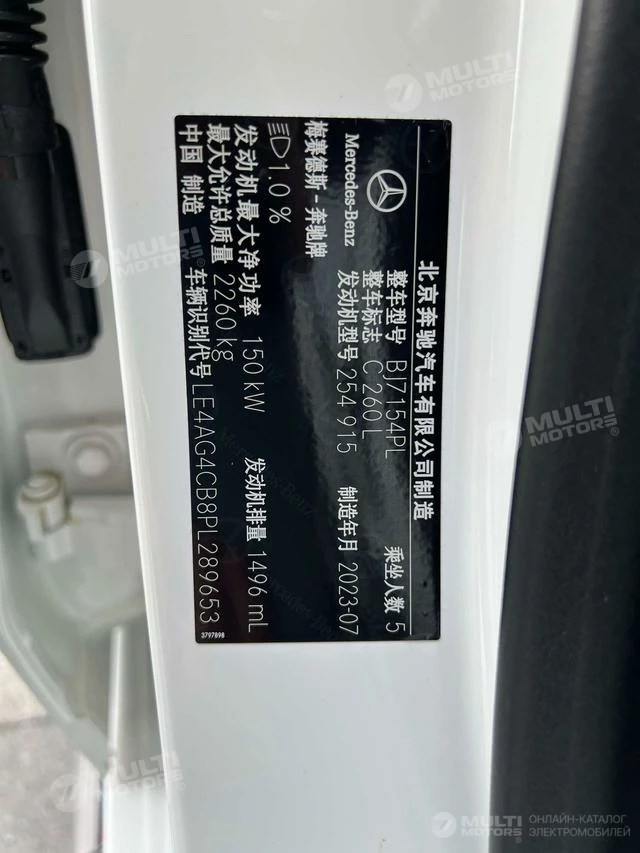 北京奔驰汽车有限公司制造
Mercedes-Benz
梅赛德斯-奔驰牌
整车型号 BJ7154PL 乘坐人数 5
整车标志 C 260 L
发动机型号 254 915 制造年月 2023-07
1.0 %
发动机最大净功率 150 kW 发动机排量 1496 mL
最大允许总质量 2260 kg
中国 制造 车辆识别代号 LE4AG4CB8PL289653
3797898
MULTI MOTORS®
MULTI MOTORS®
MULTI MOTORS®
MULTI MOTORS®
MULTI MOTORS®
ОНЛАЙН-КАТАЛОГ
ЭЛЕКТРОМОБИЛЕЙ